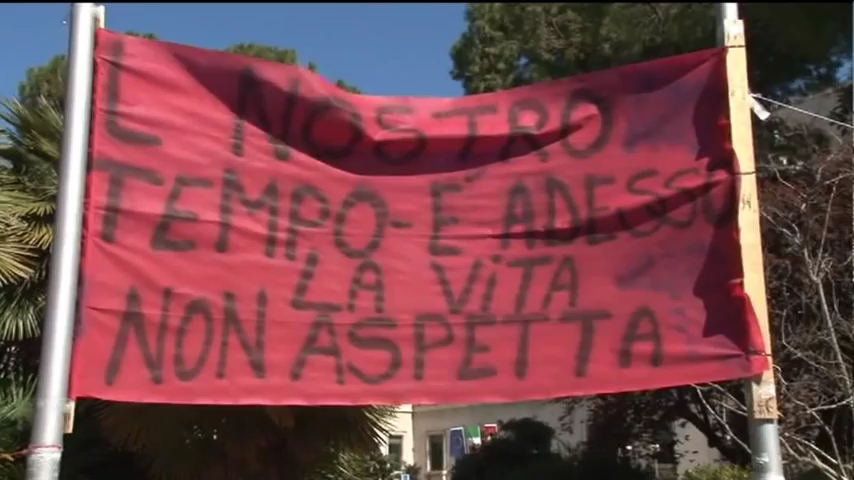 IL NOSTRO
TEMPO-E' ADESSO
LA ViTA
NON ASPETTA